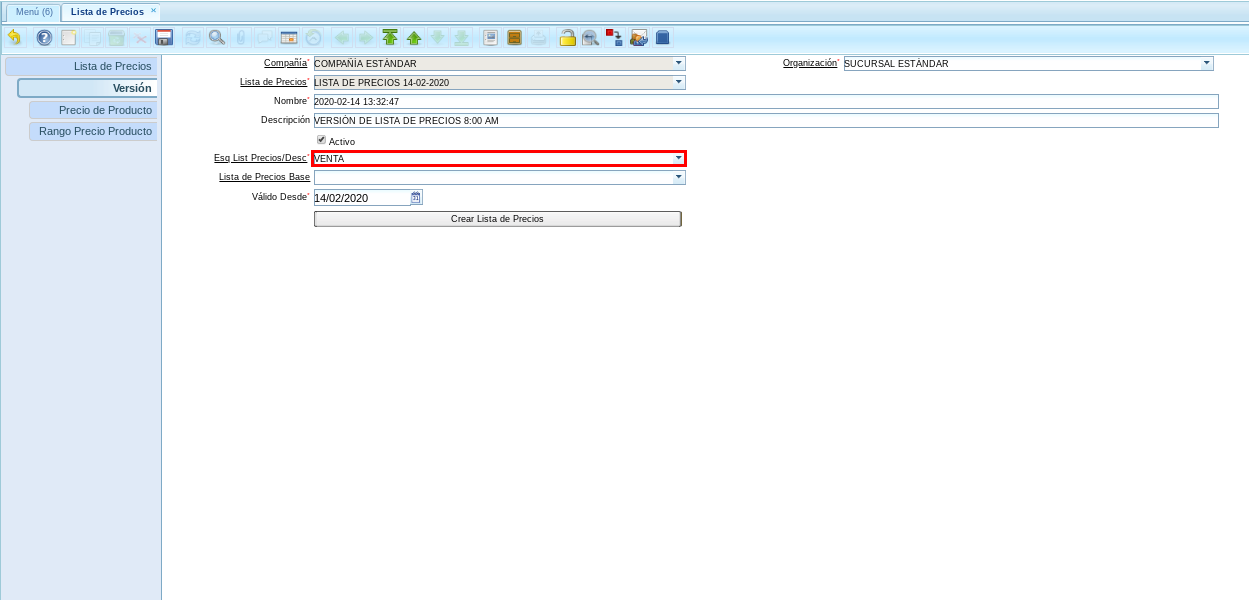 Menú (6)
Lista de Precios
Lista de Precios
Versión
Precio de Producto
Rango Precio Producto
Compañía* COMPAÑÍA ESTÁNDAR
Organización* SUCURSAL ESTÁNDAR
Lista de Precios* LISTA DE PRECIOS 14-02-2020
Nombre* 2020-02-14 13:32:47
Descripción VERSIÓN DE LISTA DE PRECIOS 8:00 AM
Activo
Esq List Precios/Desc* VENTA
Lista de Precios Base
Válido Desde* 14/02/2020
Crear Lista de Precios